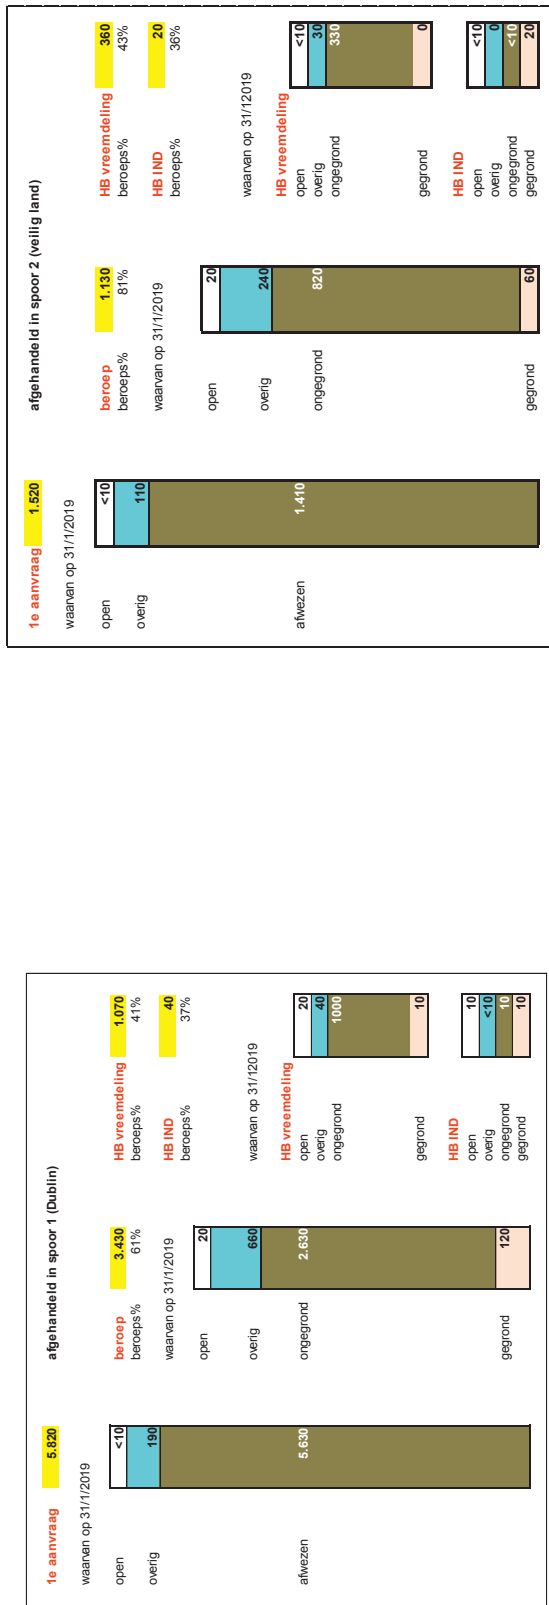 afgehandeld in spoor 1 (Dublin)
1e aanvraag 5.820
waarvan op 31/1/2019
open <10
overig 190
afwezen 5.630
beroep 3.430
beroeps% 61%
waarvan op 31/1/2019
open 20
overig 660
ongegrond 2.630
gegrond 120
HB vreemdeling 1.070
beroeps% 41%
HB IND 40
beroeps% 37%
waarvan op 31/12019
HB vreemdeling
open 20
overig 40
ongegrond 1000
gegrond 10
HB IND
open 10
overig <10
ongegrond 10
gegrond 10
afgehandeld in spoor 2 (veilig land)
1e aanvraag 1.520
waarvan op 31/1/2019
open <10
overig 110
afwezen 1.410
beroep 1.130
beroeps% 81%
waarvan op 31/1/2019
open 20
overig 240
ongegrond 820
gegrond 60
HB vreemdeling 360
beroeps% 43%
HB IND 20
beroeps% 36%
waarvan op 31/12019
HB vreemdeling
open <10
overig 30
ongegrond 330
gegrond 0
HB IND
open <10
overig 0
ongegrond <10
gegrond 20